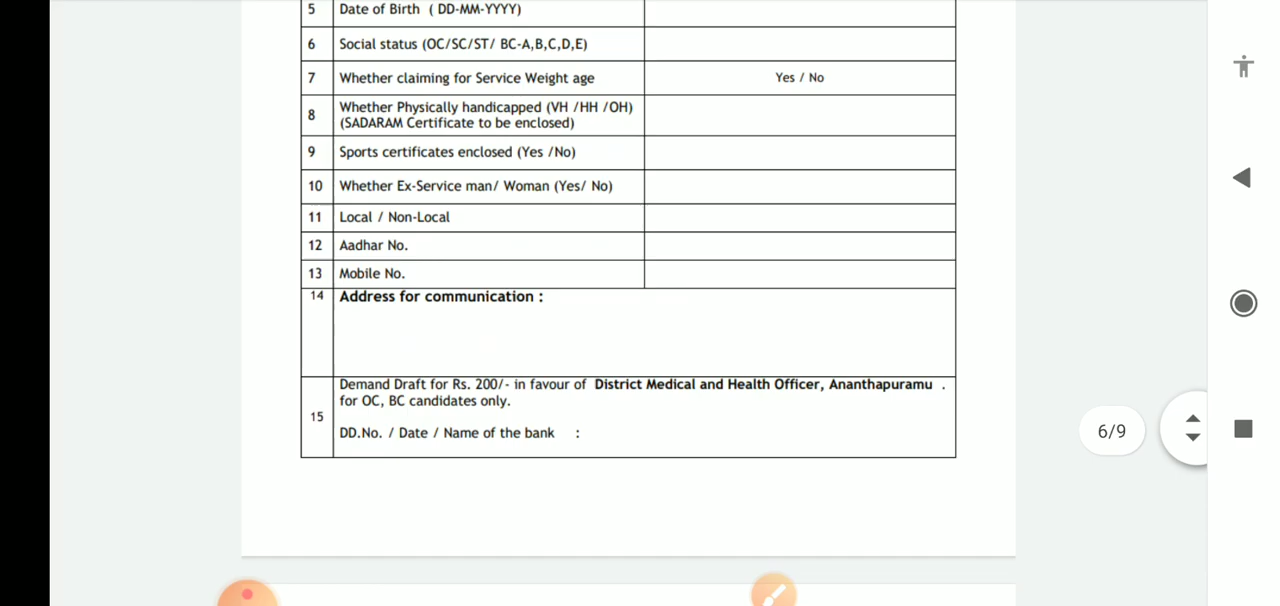 5 Date of Birth ( DD-MM-YYYY)
6 Social status (OC/SC/ST/ BC-A,B,C,D,E)
7 Whether claiming for Service Weight age Yes / No
8 Whether Physically handicapped (VH /HH /OH)
(SADARAM Certificate to be enclosed)
9 Sports certificates enclosed (Yes /No)
10 Whether Ex-Service man/ Woman (Yes/ No)
11 Local / Non-Local
12 Aadhar No.
13 Mobile No.
14 Address for communication :
15 Demand Draft for Rs. 200/- in favour of District Medical and Health Officer, Ananthapuramu .
for OC, BC candidates only.
DD.No. / Date / Name of the bank :
6/9